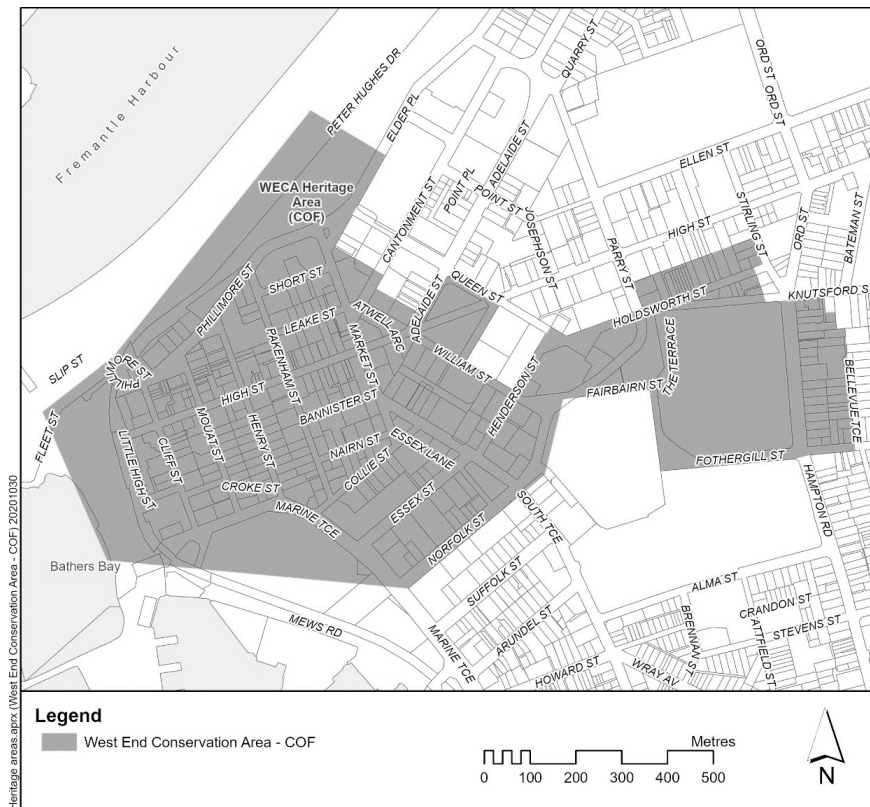 Fremantle Harbour
PETER HUGHES DR
ELDER PL
QUARRY ST
ORD ST
ORD ST
ADELAIDE ST
ELLEN ST
WECA Heritage
Area
(COF)
CANTONMENT ST
POINT PL
POINT ST
JOSEPHSON ST
HIGH ST
STIRLING ST
ORD ST
BATEMAN ST
PARRY ST
SHORT ST
PHILLIMORE ST
ADELAIDE ST
QUEEN ST
HOLDSWORTH ST
KNUTSFORD ST
LEAKE ST
ATWELL ARC
PAKENHAM ST
MARKET ST
WILLIAM ST
THE TERRACE
SLIP ST
PHILLIMORE ST
HIGH ST
BANNISTER ST
HENDERSON ST
FAIRBAIRN ST
BELLEVUE TCE
FLEET ST
LITTLE HIGH ST
CLIFF ST
MOUAT ST
HENRY ST
NAIRN ST
COLLIE ST
ESSEX LANE
FOTHERGILL ST
CROKE ST
MARINE TCE
ESSEX ST
NORFOLK ST
SOUTH TCE
HAMPTON RD
Bathers Bay
SUFFOLK ST
ALMA ST
MEWS RD
MARINE TCE
ARUNDEL ST
BRENNAN ST
CRANDON ST
ATTFIELD ST
STEVENS ST
HOWARD ST
WRAY AV
Heritage areas.aprx (West End Conservation Area - COF) 20201030
Legend
West End Conservation Area - COF
Metres
0 100 200 300 400 500
N